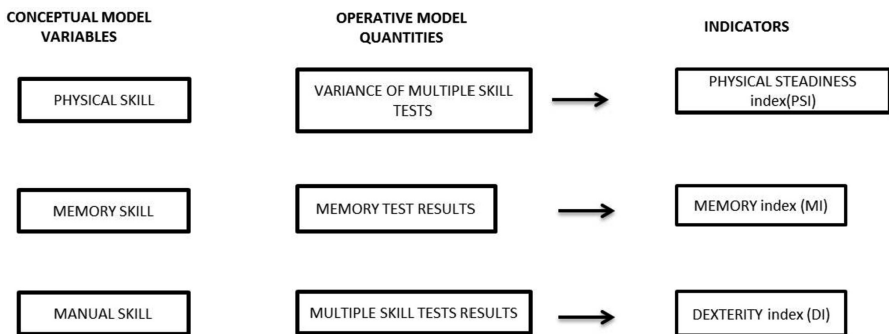 CONCEPTUAL MODEL
VARIABLES
OPERATIVE MODEL
QUANTITIES
INDICATORS
PHYSICAL SKILL
VARIANCE OF MULTIPLE SKILL
TESTS
PHYSICAL STEADINESS
index(PSI)
MEMORY SKILL
MEMORY TEST RESULTS
MEMORY index (MI)
MANUAL SKILL
MULTIPLE SKILL TESTS RESULTS
DEXTERITY index (DI)